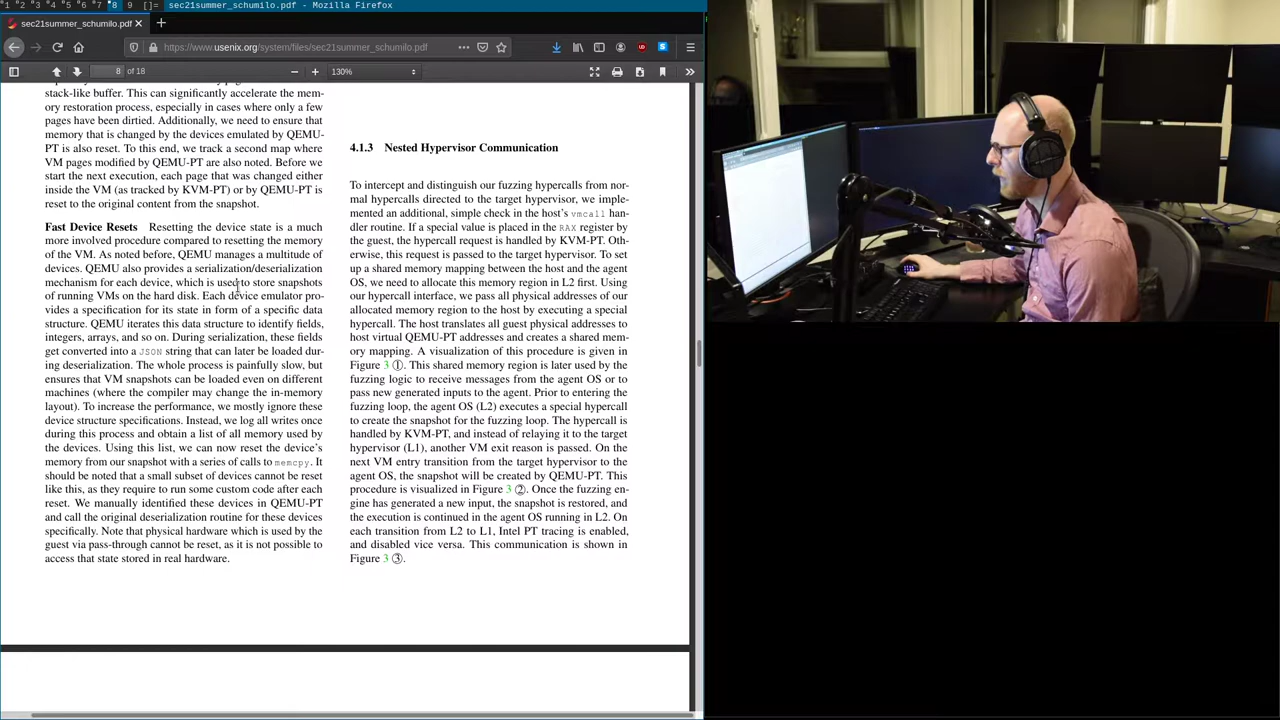 1 2 3 4 5 6 7 8 9 []= sec21summer_schumilo.pdf - Mozilla Firefox
sec21summer_schumilo.pdf
https://www.usenix.org/system/files/sec21summer_schumilo.pdf
8 of 18
130%
stack-like buffer. This can significantly accelerate the mem-
ory restoration process, especially in cases where only a few
pages have been dirtied. Additionally, we need to ensure that
memory that is changed by the devices emulated by QEMU-
PT is also reset. To this end, we track a second map where
VM pages modified by QEMU-PT are also noted. Before we
start the next execution, each page that was changed either
inside the VM (as tracked by KVM-PT) or by QEMU-PT is
reset to the original content from the snapshot.
Fast Device Resets Resetting the device state is a much
more involved procedure compared to resetting the memory
of the VM. As noted before, QEMU manages a multitude of
devices. QEMU also provides a serialization/deserialization
mechanism for each device, which is used to store snapshots
of running VMs on the hard disk. Each device emulator pro-
vides a specification for its state in form of a specific data
structure. QEMU iterates this data structure to identify fields,
integers, arrays, and so on. During serialization, these fields
get converted into a JSON string that can later be loaded dur-
ing deserialization. The whole process is painfully slow, but
ensures that VM snapshots can be loaded even on different
machines (where the compiler may change the in-memory
layout). To increase the performance, we mostly ignore these
device structure specifications. Instead, we log all writes once
during this process and obtain a list of all memory used by
the devices. Using this list, we can now reset the device's
memory from our snapshot with a series of calls to memcpy. It
should be noted that a small subset of devices cannot be reset
like this, as they require to run some custom code after each
reset. We manually identified these devices in QEMU-PT
and call the original deserialization routine for these devices
specifically. Note that physical hardware which is used by the
guest via pass-through cannot be reset, as it is not possible to
access that state stored in real hardware.
4.1.3 Nested Hypervisor Communication
To intercept and distinguish our fuzzing hypercalls from nor-
mal hypercalls directed to the target hypervisor, we imple-
mented an additional, simple check in the host's vmcall han-
dler routine. If a special value is placed in the RAX register by
the guest, the hypercall request is handled by KVM-PT. Oth-
erwise, this request is passed to the target hypervisor. To set
up a shared memory mapping between the host and the agent
OS, we need to allocate this memory region in L2 first. Using
our hypercall interface, we pass all physical addresses of our
allocated memory region to the host by executing a special
hypercall. The host translates all guest physical addresses to
host virtual QEMU-PT addresses and creates a shared mem-
ory mapping. A visualization of this procedure is given in
Figure 3 ①. This shared memory region is later used by the
fuzzing logic to receive messages from the agent OS or to
pass new generated inputs to the agent. Prior to entering the
fuzzing loop, the agent OS (L2) executes a special hypercall
to create the snapshot for the fuzzing loop. The hypercall is
handled by KVM-PT, and instead of relaying it to the target
hypervisor (L1), another VM exit reason is passed. On the
next VM entry transition from the target hypervisor to the
agent OS, the snapshot will be created by QEMU-PT. This
procedure is visualized in Figure 3 ②. Once the fuzzing en-
gine has generated a new input, the snapshot is restored, and
the execution is continued in the agent OS running in L2. On
each transition from L2 to L1, Intel PT tracing is enabled,
and disabled vice versa. This communication is shown in
Figure 3 ③.